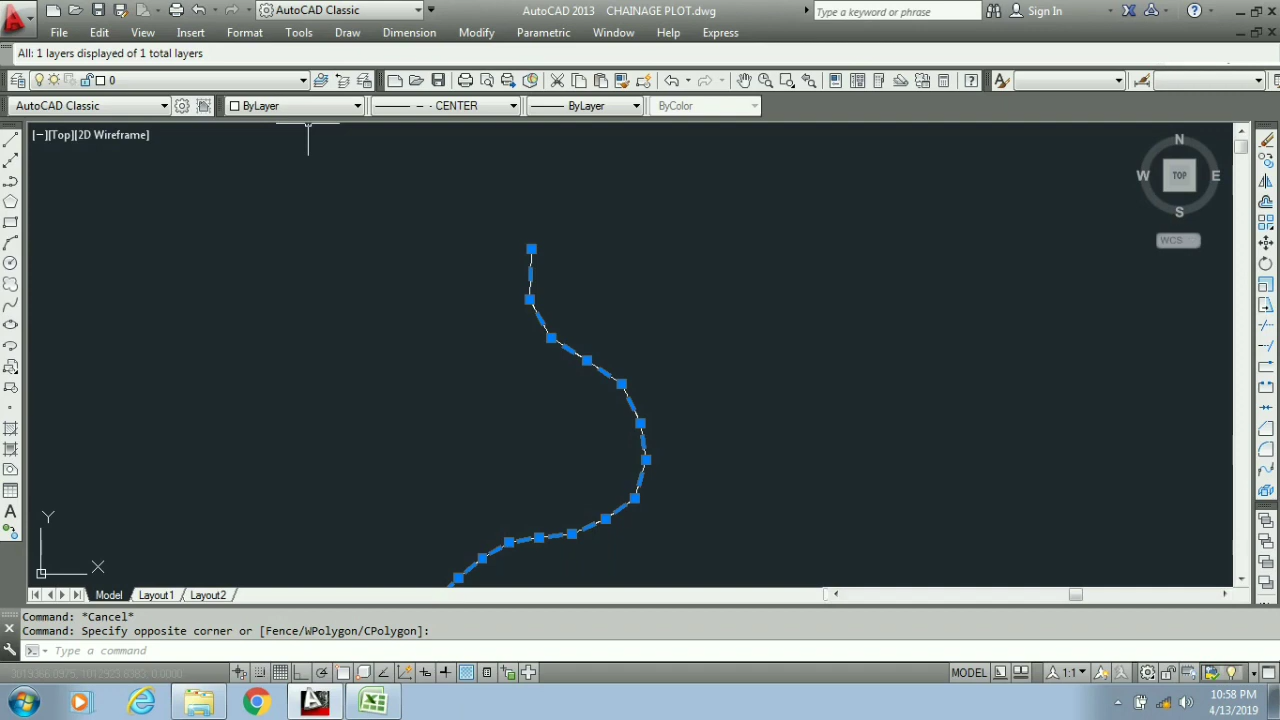 AutoCAD Classic
AutoCAD 2013 CHAINAGE PLOT.dwg
Type a keyword or phrase
Sign In
File Edit View Insert Format Tools Draw Dimension Modify Parametric Window Help Express
All: 1 layers displayed of 1 total layers
0
AutoCAD Classic
ByLayer
CENTER
ByLayer
ByColor
[−][Top][2D Wireframe]
N
W TOP E
S
WCS
Y
X
Model Layout1 Layout2
Command: *Cancel*
Command: Specify opposite corner or [Fence/WPolygon/CPolygon]:
Type a command
MODEL
1:1
10:58 PM
4/13/2019